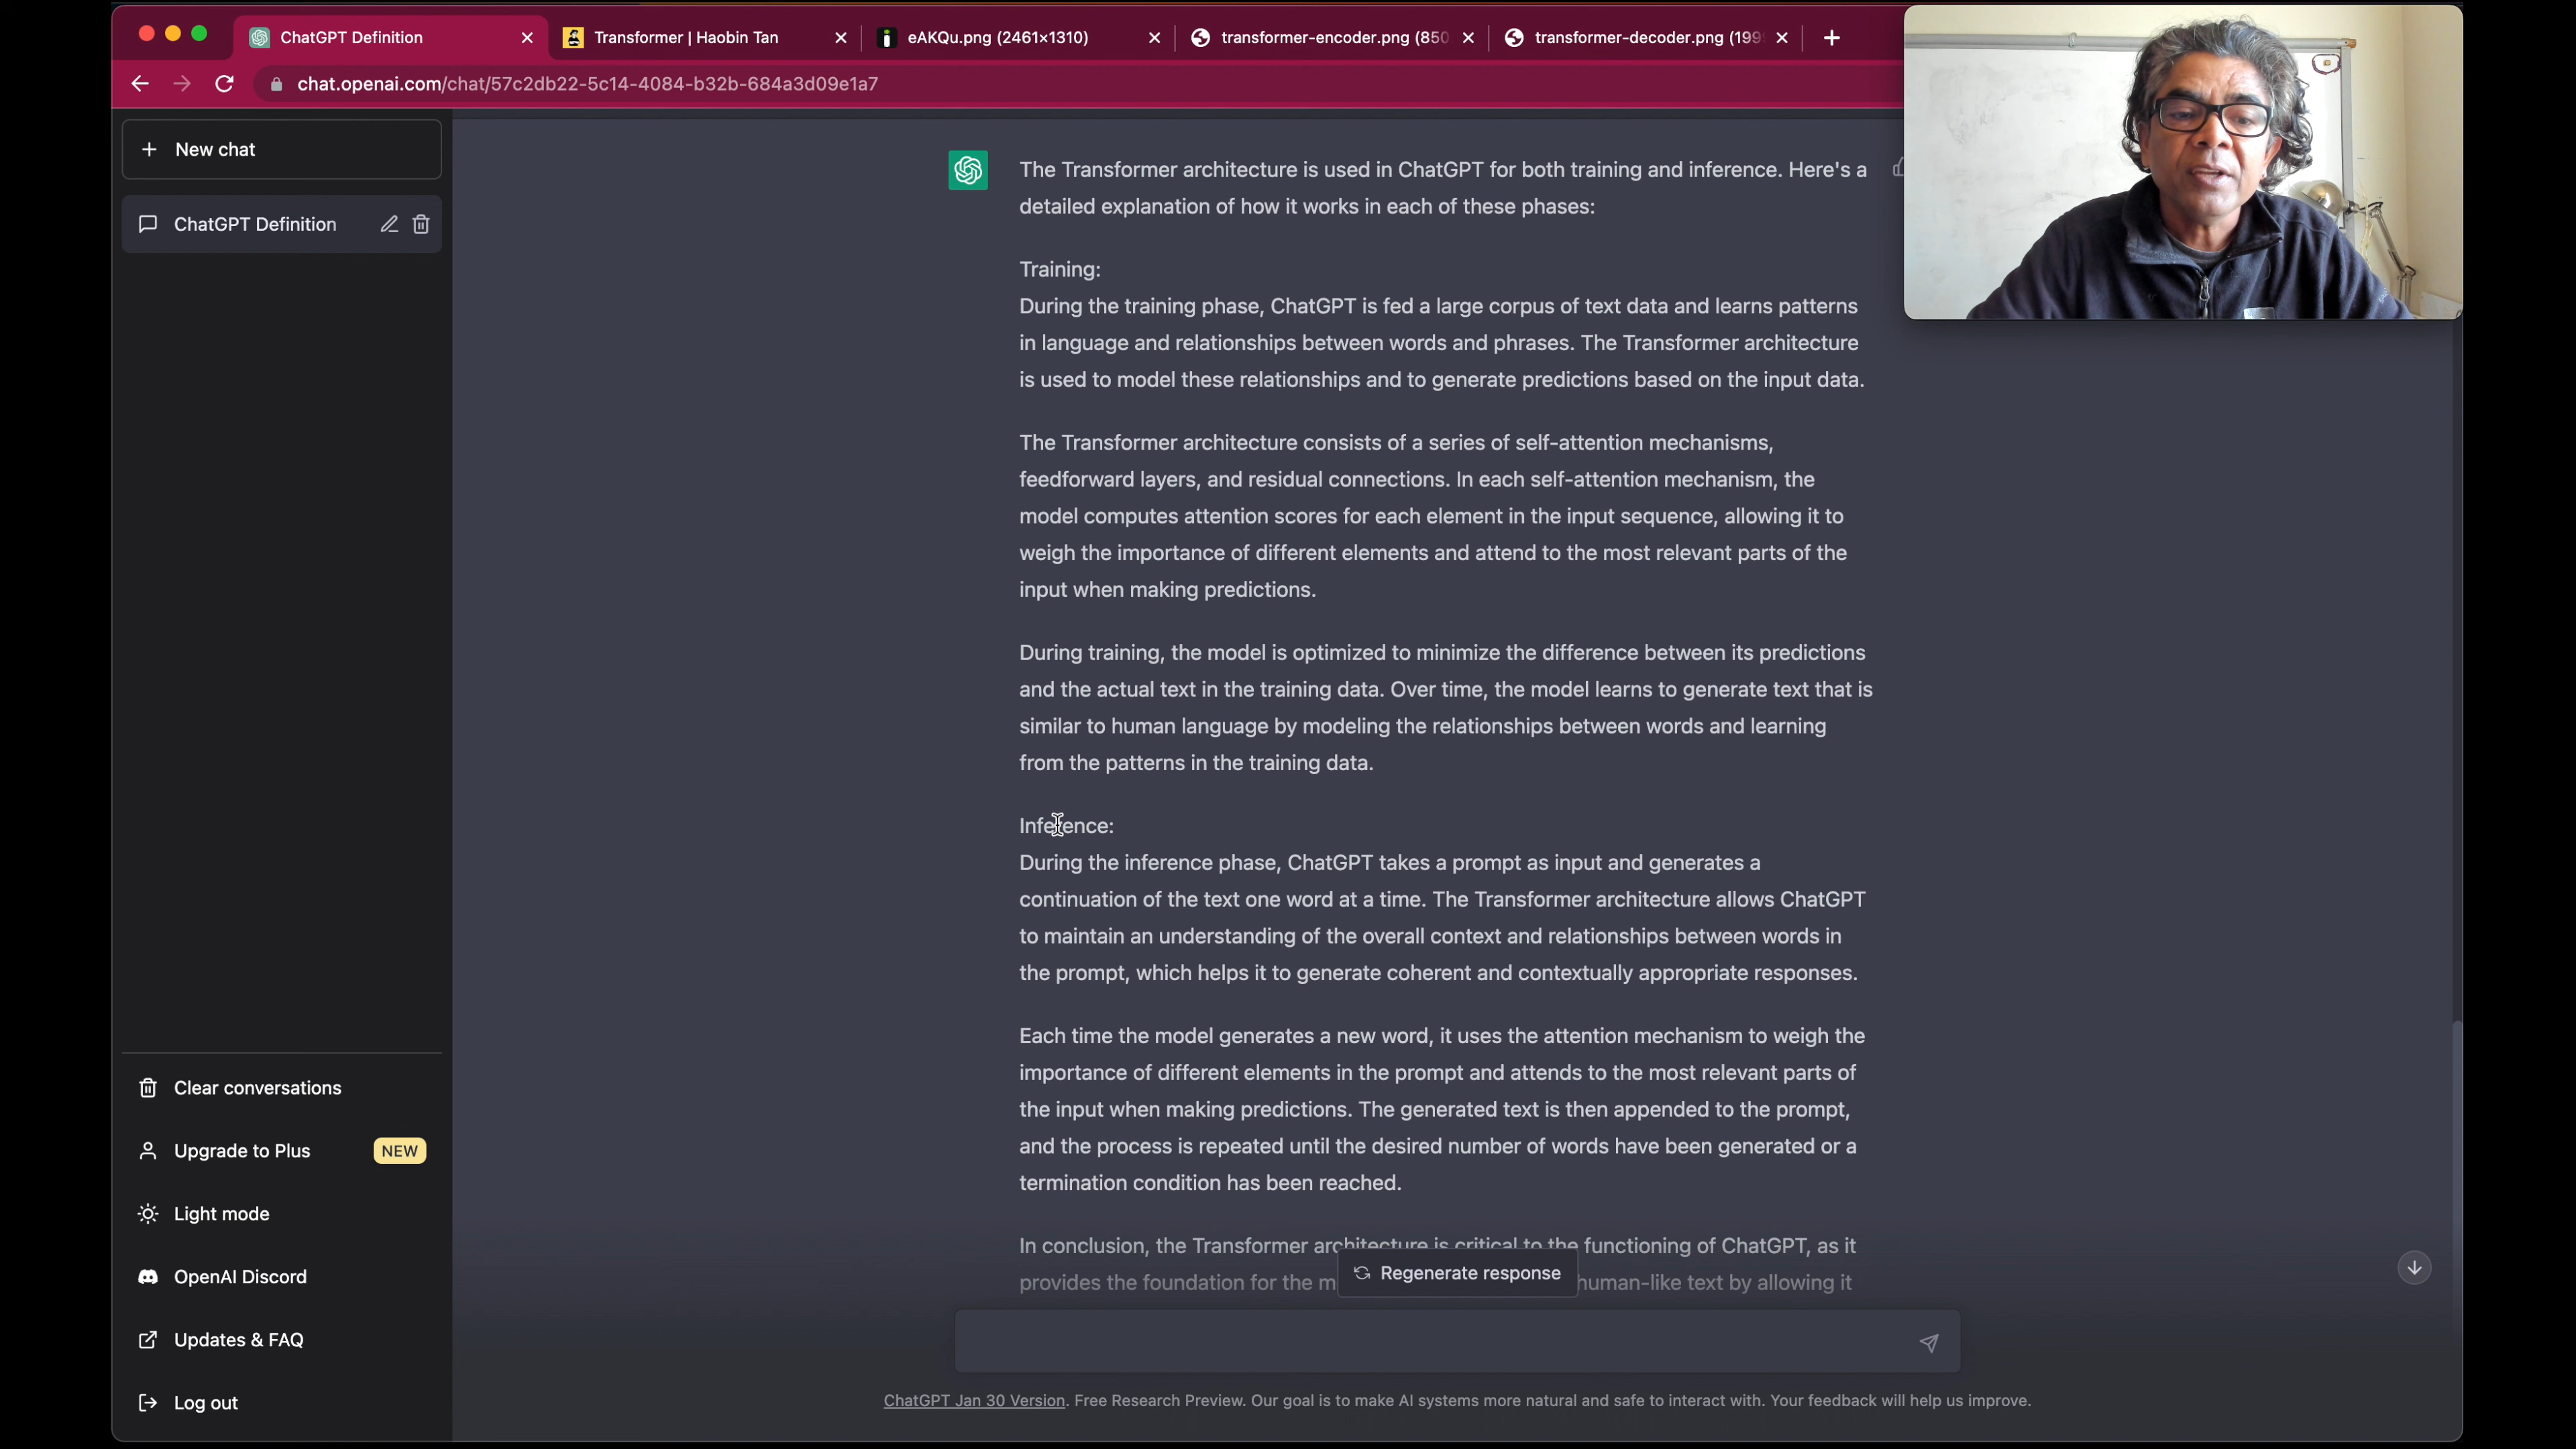 ChatGPT Definition
Transformer | Haobin Tan
eAKQu.png (2461×1310)
transformer-encoder.png (850
transformer-decoder.png (199
chat.openai.com/chat/57c2db22-5c14-4084-b32b-684a3d09e1a7
New chat
ChatGPT Definition
The Transformer architecture is used in ChatGPT for both training and inference. Here's a
detailed explanation of how it works in each of these phases:
Training:
During the training phase, ChatGPT is fed a large corpus of text data and learns patterns
in language and relationships between words and phrases. The Transformer architecture
is used to model these relationships and to generate predictions based on the input data.
The Transformer architecture consists of a series of self-attention mechanisms,
feedforward layers, and residual connections. In each self-attention mechanism, the
model computes attention scores for each element in the input sequence, allowing it to
weigh the importance of different elements and attend to the most relevant parts of the
input when making predictions.
During training, the model is optimized to minimize the difference between its predictions
and the actual text in the training data. Over time, the model learns to generate text that is
similar to human language by modeling the relationships between words and learning
from the patterns in the training data.
Inference:
During the inference phase, ChatGPT takes a prompt as input and generates a
continuation of the text one word at a time. The Transformer architecture allows ChatGPT
to maintain an understanding of the overall context and relationships between words in
the prompt, which helps it to generate coherent and contextually appropriate responses.
Each time the model generates a new word, it uses the attention mechanism to weigh the
importance of different elements in the prompt and attends to the most relevant parts of
the input when making predictions. The generated text is then appended to the prompt,
and the process is repeated until the desired number of words have been generated or a
termination condition has been reached.
In conclusion, the Transformer architecture is critical to the functioning of ChatGPT, as it
provides the foundation for the m human-like text by allowing it
Regenerate response
Clear conversations
Upgrade to Plus NEW
Light mode
OpenAI Discord
Updates & FAQ
Log out
ChatGPT Jan 30 Version. Free Research Preview. Our goal is to make AI systems more natural and safe to interact with. Your feedback will help us improve.